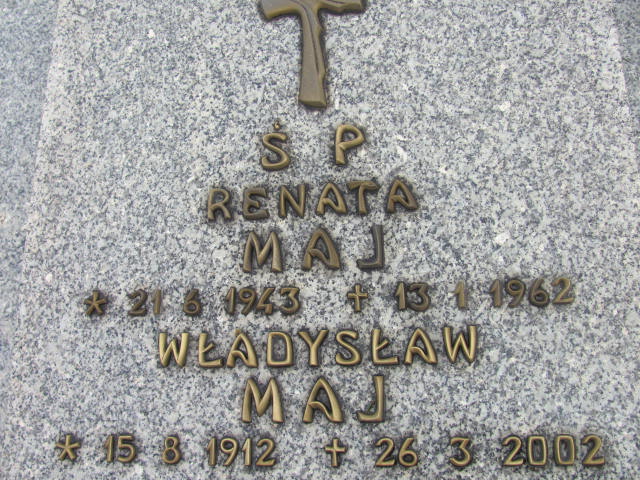 Ś P
RENATA
MAJ
* 21 6 1943 ✝ 13 1 1962
WŁADYSŁAW
MAJ
* 15 8 1912 ✝ 26 3 2002